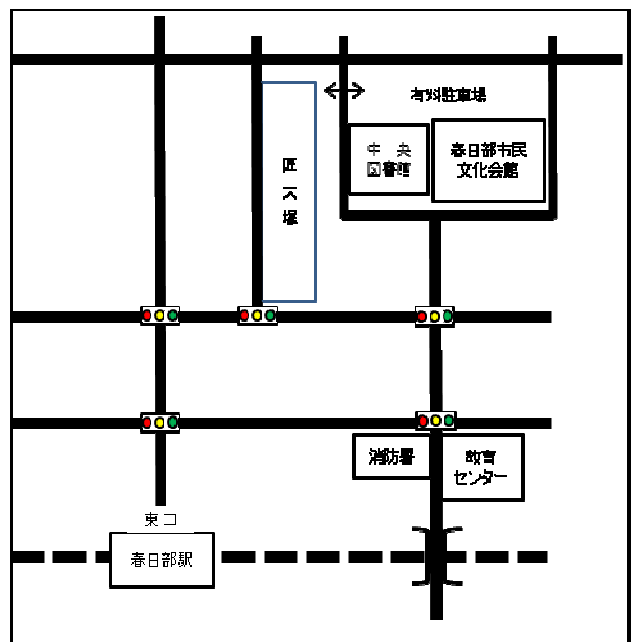 有料駐車場
中　央
図書館
春日部市民
文化会館
匠
大
塚
消防署
教育
センター
東口
春日部駅